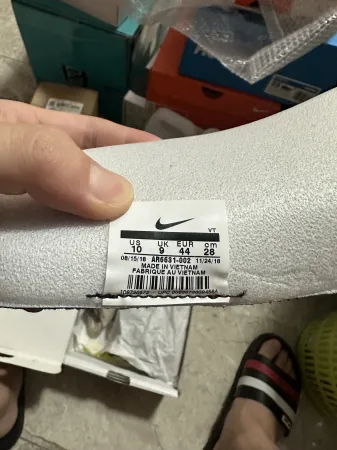 VT
US UK EUR cm
10 9 44 28
08/15/18 AR6631-002 11/24/18
MADE IN VIETNAM
FABRIQUE AU VIETNAM